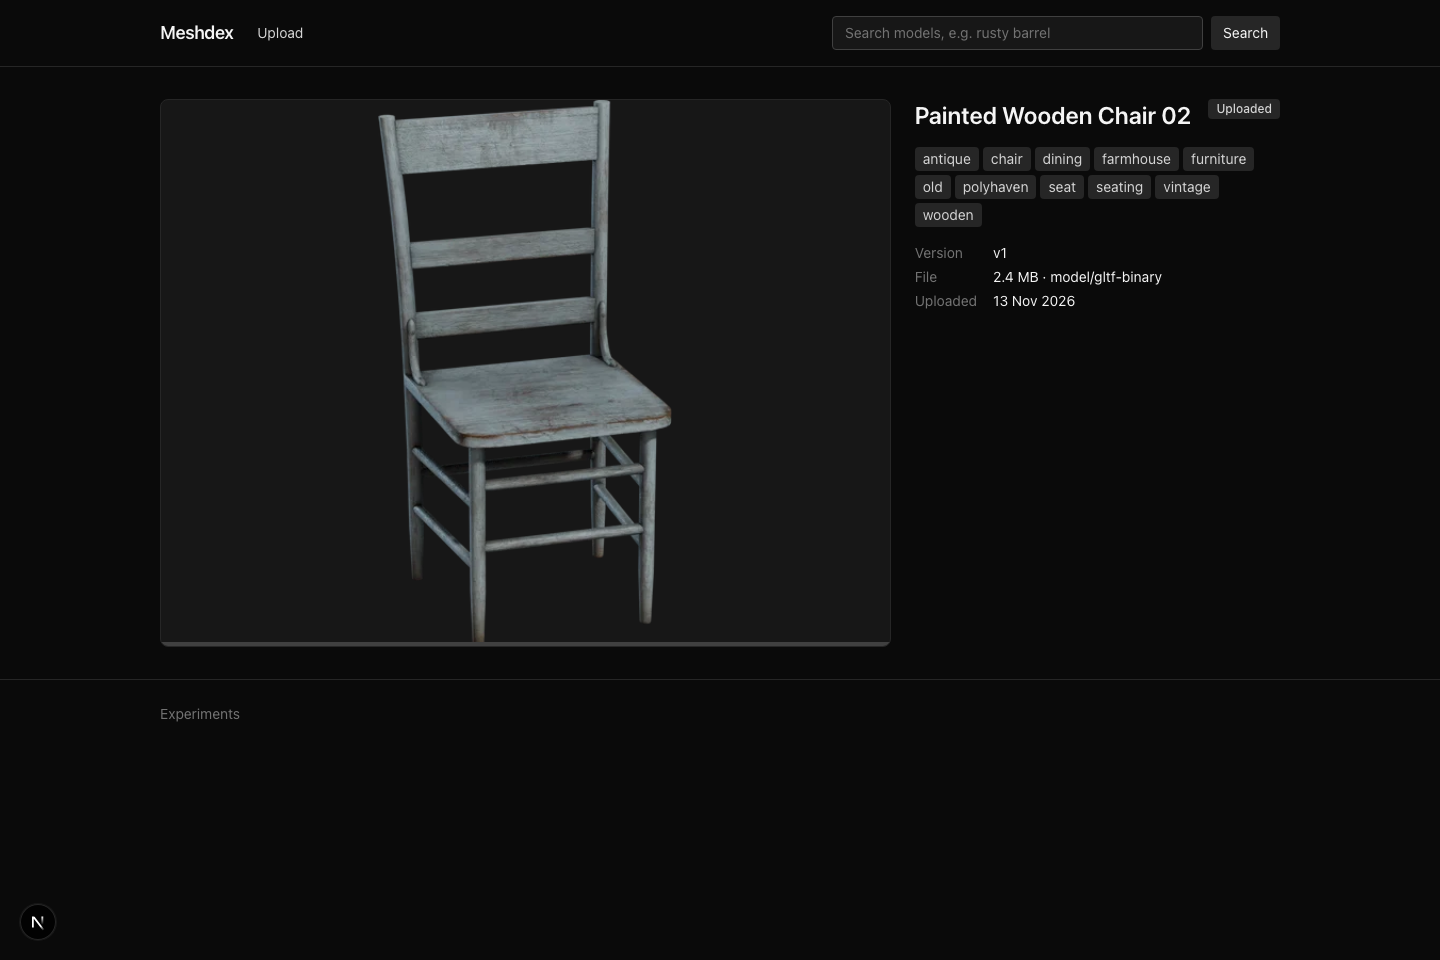 Meshdex Upload Search models, e.g. rusty barrel Search
Painted Wooden Chair 02 Uploaded
antique chair dining farmhouse furniture
old polyhaven seat seating vintage
wooden
Version v1
File 2.4 MB · model/gltf-binary
Uploaded 13 Nov 2026
Experiments
N